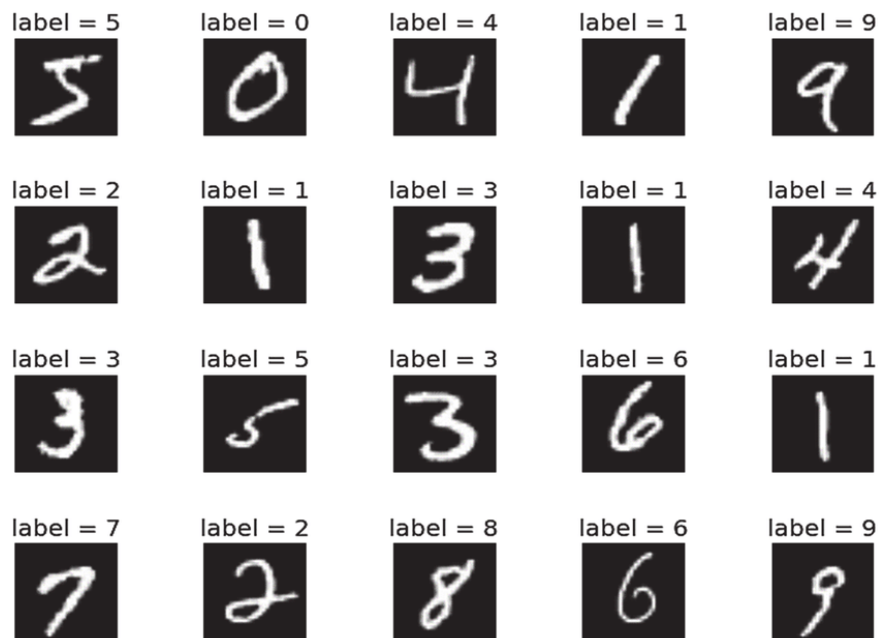 label = 5 label = 0 label = 4 label = 1 label = 9
5 0 4 1 9
label = 2 label = 1 label = 3 label = 1 label = 4
2 1 3 1 4
label = 3 label = 5 label = 3 label = 6 label = 1
3 5 3 6 1
label = 7 label = 2 label = 8 label = 6 label = 9
7 2 8 6 9